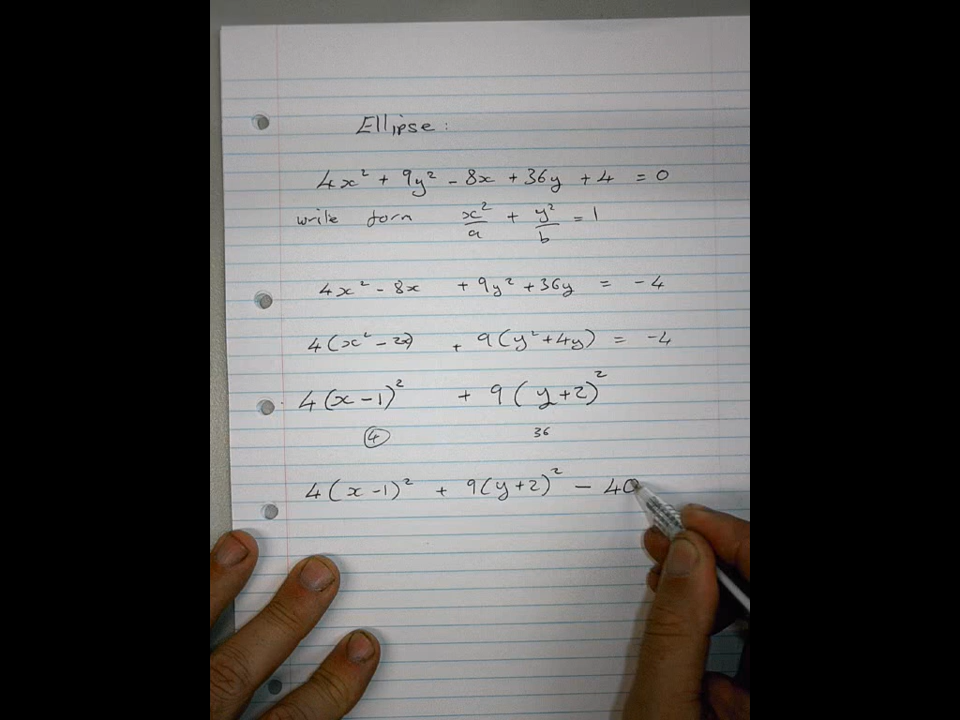 Ellipse:
4x² + 9y² - 8x + 36y + 4 = 0
write form x²/a + y²/b = 1
4x² - 8x + 9y² + 36y = -4
4(x² - 2x) + 9(y² + 4y) = -4
4(x - 1)² + 9(y + 2)²
4 36
4(x - 1)² + 9(y + 2)² - 40